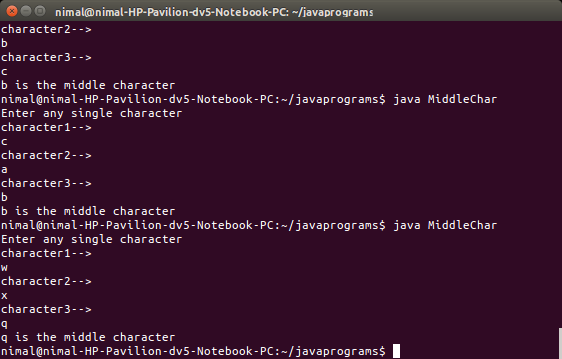 nimal@nimal-HP-Pavilion-dv5-Notebook-PC: ~/javaprograms
character2-->
b
character3-->
c
b is the middle character
nimal@nimal-HP-Pavilion-dv5-Notebook-PC:~/javaprograms$ java MiddleChar
Enter any single character
character1-->
c
character2-->
a
character3-->
b
b is the middle character
nimal@nimal-HP-Pavilion-dv5-Notebook-PC:~/javaprograms$ java MiddleChar
Enter any single character
character1-->
w
character2-->
x
character3-->
q
q is the middle character
nimal@nimal-HP-Pavilion-dv5-Notebook-PC:~/javaprograms$